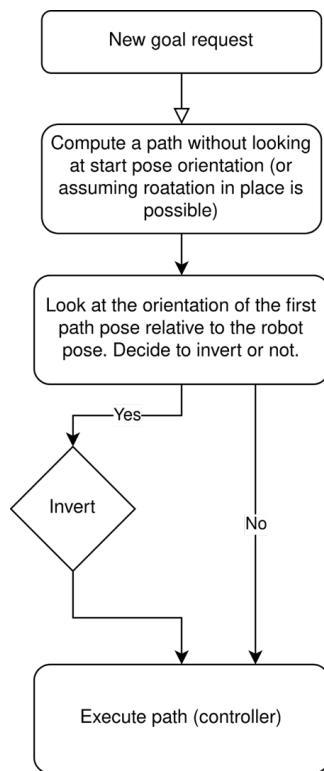 New goal request
Compute a path without looking
at start pose orientation (or
assuming roatation in place is
possible)
Look at the orientation of the first
path pose relative to the robot
pose. Decide to invert or not.
Yes
Invert
No
Execute path (controller)